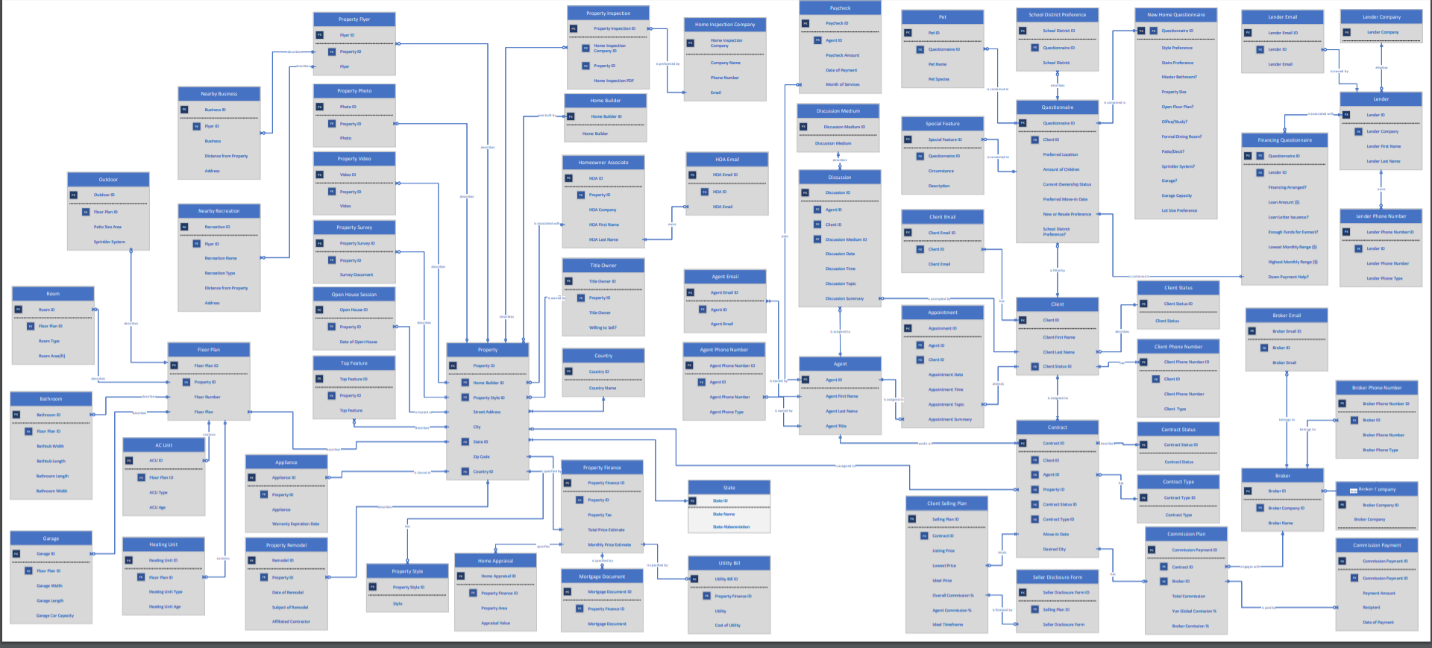 Property Flyer
Flyer ID
Property ID
Flyer
Property Photo
Photo ID
Property ID
Photo
Property Video
Video ID
Property ID
Video
Property Survey
Property Survey ID
Property ID
Survey Document
Open House Session
Open House ID
Property ID
Date of Open House
Top Feature
Top Feature ID
Property ID
Top Feature
Nearby Business
Business ID
Flyer ID
Business
Distance from Property
Address
Nearby Recreation
Recreation ID
Flyer ID
Recreation Name
Recreation Type
Distance from Property
Address
Outdoor
Outdoor ID
Floor Plan ID
Patio Size Area
Sprinkler System
Room
Room ID
Floor Plan ID
Room Type
Room Area(ft)
Floor Plan
Floor Plan ID
Property ID
Floor Number
Floor Plan
Bathroom
Bathroom ID
Floor Plan ID
Bathtub Width
Bathtub Length
Bathroom Length
Bathroom Width
AC Unit
ACU ID
Floor Plan ID
ACU Type
ACU Age
Garage
Garage ID
Floor Plan ID
Garage Width
Garage Length
Garage Car Capacity
Heating Unit
Heating Unit ID
Floor Plan ID
Heating Unit Type
Heating Unit Age
Appliance
Appliance ID
Property ID
Appliance
Warranty Expiration Date
Property Remodel
Remodel ID
Property ID
Date of Remodel
Subject of Remodel
Affiliated Contractor
Property
Property ID
Home Builder ID
Property Style ID
Street Address
City
State ID
Zip Code
Country ID
Property Style
Property Style ID
Style
Home Appraisal
Home Appraisal ID
Property Finance ID
Property Area
Appraisal Value
Property Inspection
Property Inspection ID
Home Inspection
Company ID
Property ID
Home Inspection PDF
Home Inspection Company
Home Inspection
Company
Company Name
Phone Number
Email
Home Builder
Home Builder ID
Home Builder
Homeowner Associate
HOA ID
Property ID
HOA Company
HOA First Name
HOA Last Name
HOA Email
HOA Email ID
HOA ID
HOA Email
Title Owner
Title Owner ID
Property ID
Title Owner
Willing to Sell?
Country
Country ID
Country Name
Property Finance
Property Finance ID
Property ID
Property Tax
Total Price Estimate
Monthly Price Estimate
Mortgage Document
Mortgage Document ID
Property Finance ID
Mortgage Document
State
State ID
State Name
State Abbreviation
Utility Bill
Utility Bill ID
Property Finance ID
Utility
Cost of Utility
Agent Email
Agent Email ID
Agent ID
Agent Email
Agent Phone Number
Agent Phone Number ID
Agent ID
Agent Phone Number
Agent Phone Type
Paycheck
Paycheck ID
Agent ID
Paycheck Amount
Date of Payment
Month of Services
Discussion Medium
Discussion Medium ID
Discussion Medium
Discussion
Discussion ID
Agent ID
Client ID
Discussion Medium ID
Discussion Date
Discussion Time
Discussion Topic
Discussion Summary
Agent
Agent ID
Agent First Name
Agent Last Name
Agent Title
Pet
Pet ID
Questionnaire ID
Pet Name
Pet Species
Special Feature
Special Feature ID
Questionnaire ID
Circumstance
Description
Client Email
Client Email ID
Client ID
Client Email
Appointment
Appointment ID
Agent ID
Client ID
Appointment Date
Appointment Time
Appointment Topic
Appointment Summary
Client Selling Plan
Selling Plan ID
Contract ID
Listing Price
Lowest Price
Ideal Price
Overall Commission %
Agent Commission %
Ideal Timeframe
School District Preference
School District ID
Questionnaire ID
School District
Questionnaire
Questionnaire ID
Client ID
Preferred Location
Amount of Children
Current Ownership Status
Preferred Move-In Date
New or Resale Preference
School District
Preference?
Client
Client ID
Client First Name
Client Last Name
Client Status ID
Contract
Contract ID
Client ID
Agent ID
Property ID
Contract Status ID
Contract Type ID
Move-In Date
Desired City
Seller Disclosure Form
Seller Disclosure Form ID
Selling Plan ID
Seller Disclosure Form
New Home Questionnaire
Questionnaire ID
Style Preference
Stairs Preference
Master Bathroom?
Property Size
Open Floor Plan?
Office/Study?
Formal Dining Room?
Patio/Deck?
Sprinkler System?
Garage?
Garage Capacity
Lot Size Preference
Client Status
Client Status ID
Client Status
Client Phone Number
Client Phone Number ID
Client ID
Client Phone Number
Client Type
Contract Status
Contract Status ID
Contract Status
Contract Type
Contract Type ID
Contract Type
Commission Plan
Commission Payment ID
Contract ID
Broker ID
Total Commission
Broker Commission %
Lender Email
Lender Email ID
Lender ID
Lender Email
Lender Company
Lender Company ID
Lender Company
Lender
Lender ID
Lender Company
Lender First Name
Lender Last Name
Financing Questionnaire
Questionnaire ID
Lender ID
Financing Arranged?
Loan Amount ($)
Loan Letter Issuance?
Enough Funds for Earnest?
Lowest Monthly Range ($)
Highest Monthly Range ($)
Down Payment Help?
Lender Phone Number
Lender Phone Number ID
Lender ID
Lender Phone Number
Lender Phone Type
Broker Email
Broker Email ID
Broker ID
Broker Email
Broker Phone Number
Broker Phone Number ID
Broker ID
Broker Phone Number
Broker Phone Type
Broker
Broker ID
Broker Company ID
Broker Name
Broker Company
Broker Company ID
Broker Company
Commission Payment
Commission Payment ID
Commission Payment ID
Payment Amount
Recipient
Date of Payment